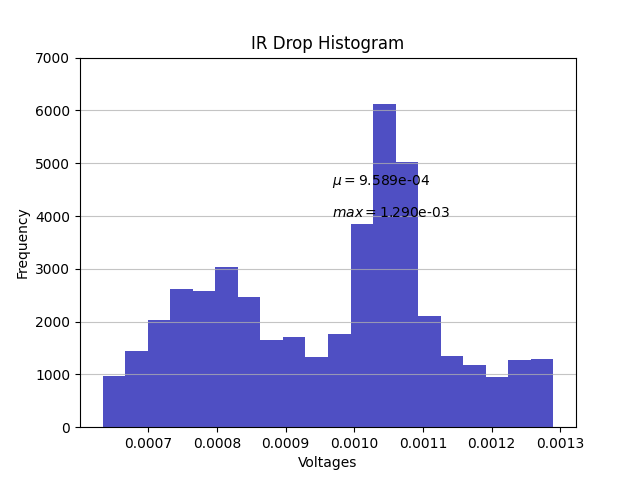 IR Drop Histogram
7000
6000
5000
4000
3000
2000
1000
0
Frequency
μ = 9.589e-04
max = 1.290e-03
0.0007 0.0008 0.0009 0.0010 0.0011 0.0012 0.0013
Voltages